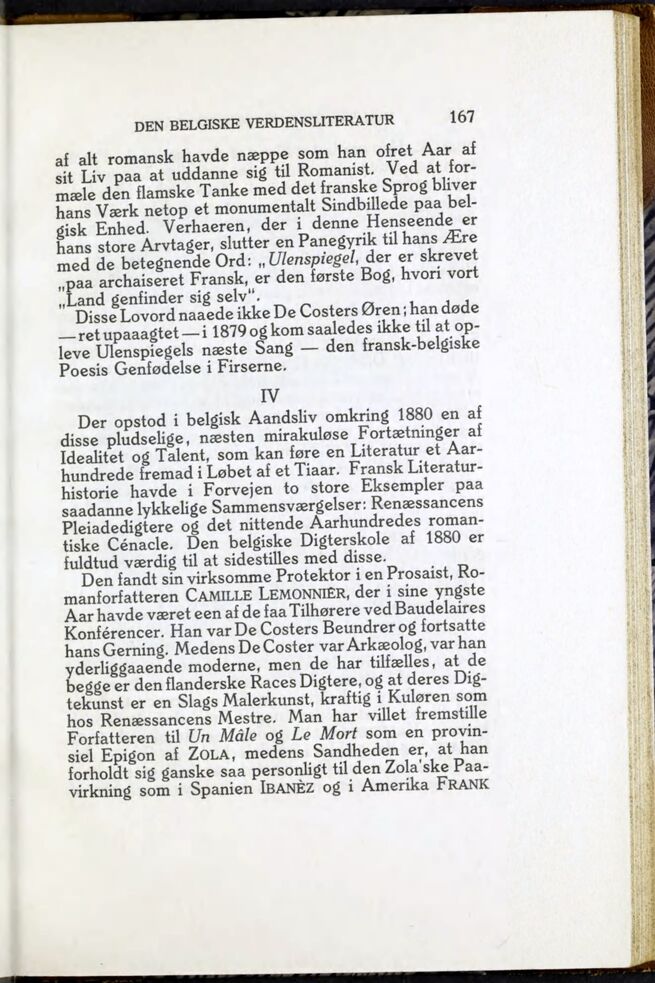 DEN BELGISKE VERDENSLITERATUR 167
af alt romansk havde næppe som han ofret Aar af
sit Liv paa at uddanne sig til Romanist. Ved at for-
mæle den flamske Tanke med det franske Sprog bliver
hans Værk netop et monumentalt Sindbillede paa bel-
gisk Enhed. Verhaeren, der i denne Henseende er
hans store Arvtager, slutter en Panegyrik til hans Ære
med de betegnende Ord: „Ulenspiegel, der er skrevet
„paa archaiseret Fransk, er den første Bog, hvori vort
„Land genfinder sig selv“.
Disse Lovord naaede ikke De Costers Øren; han døde
— ret upaaagtet — i 1879 og kom saaledes ikke til at op-
leve Ulenspiegels næste Sang — den fransk-belgiske
Poesis Genfødelse i Firserne.
IV
Der opstod i belgisk Aandsliv omkring 1880 en af
disse pludselige, næsten mirakuløse Fortætninger af
Idealitet og Talent, som kan føre en Literatur et Aar-
hundrede fremad i Løbet af et Tiaar. Fransk Literatur-
historie havde i Forvejen to store Eksempler paa
saadanne lykkelige Sammensværgelser: Renæssancens
Pleiadedigtere og det nittende Aarhundredes roman-
tiske Cénacle. Den belgiske Digterskole af 1880 er
fuldtud værdig til at sidestilles med disse.
Den fandt sin virksomme Protektor i en Prosaist, Ro-
manforfatteren CAMILLE LEMONNIÉR, der i sine yngste
Aar havde været een af de faa Tilhørere ved Baudelaires
Konférencer. Han var De Costers Beundrer og fortsatte
hans Gerning. Medens De Coster var Arkæolog, var han
yderliggaaende moderne, men de har tilfælles, at de
begge er den flanderske Races Digtere, og at deres Dig-
tekunst er en Slags Malerkunst, kraftig i Kuløren som
hos Renæssancens Mestre. Man har villet fremstille
Forfatteren til Un Mâle og Le Mort som en provin-
siel Epigon af ZOLA, medens Sandheden er, at han
forholdt sig ganske saa personligt til den Zola'ske Paa-
virkning som i Spanien IBANÈZ og i Amerika FRANK